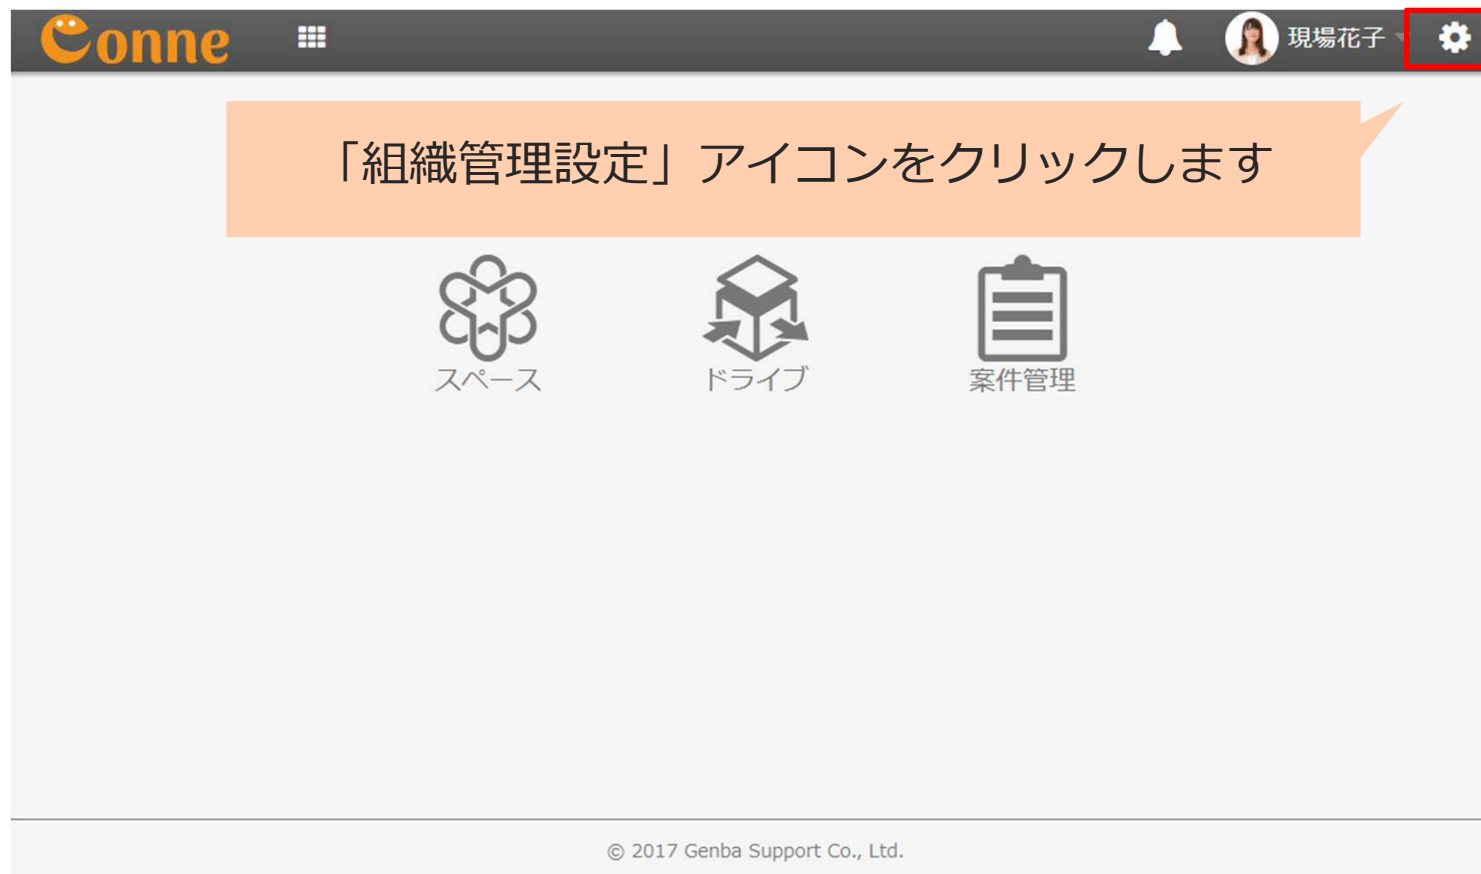 Conne
現場花子
「組織管理設定」アイコンをクリックします
スペース
ドライブ
案件管理
© 2017 Genba Support Co., Ltd.